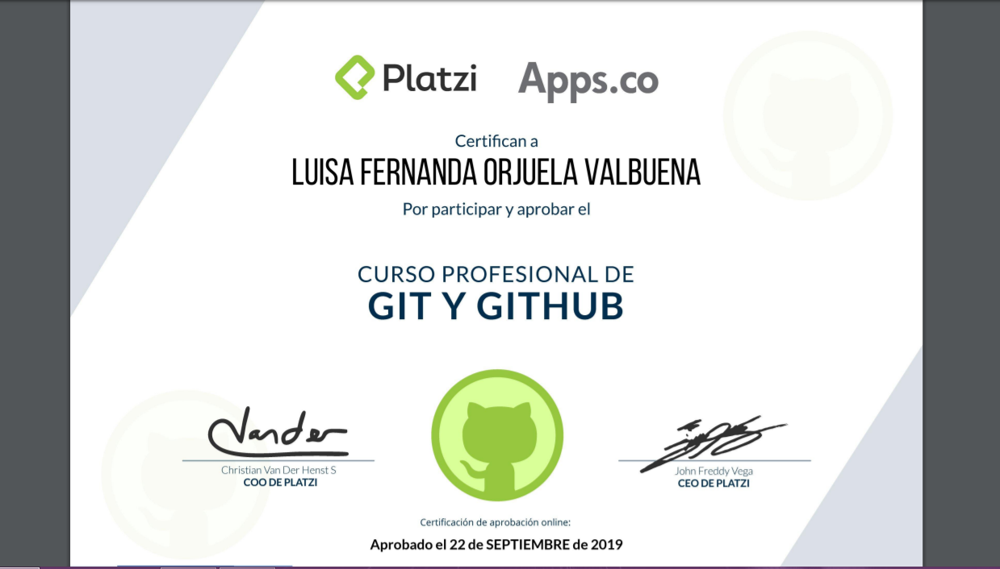 Platzi Apps.co
Certifican a
LUISA FERNANDA ORJUELA VALBUENA
Por participar y aprobar el
CURSO PROFESIONAL DE
GIT Y GITHUB
Vander
Christian Van Der Henst S
COO DE PLATZI
John Freddy Vega
CEO DE PLATZI
Certificación de aprobación online:
Aprobado el 22 de SEPTIEMBRE de 2019